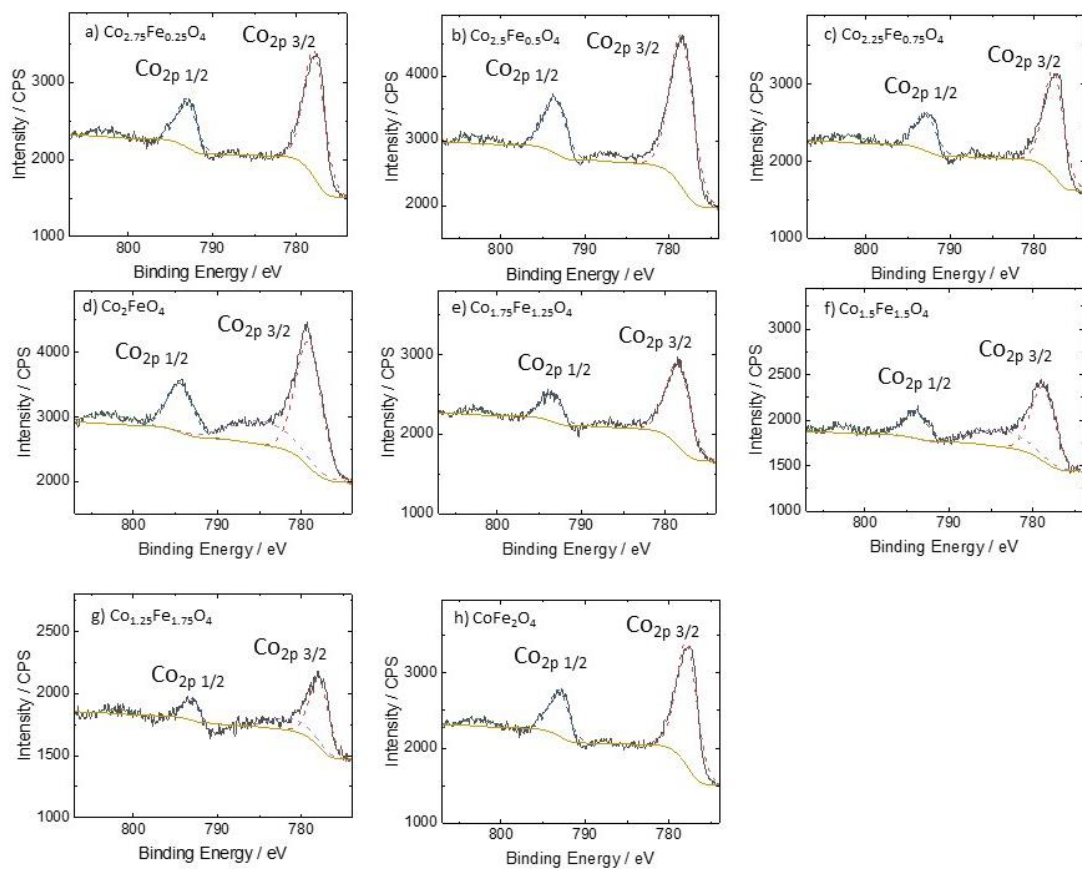 a) Co2.75Fe0.25O4
Co2p 3/2
Co2p 1/2
Intensity / CPS
3000
2000
1000
800
790
780
Binding Energy / eV
b) Co2.5Fe0.5O4
Co2p 3/2
Co2p 1/2
Intensity / CPS
4000
3000
2000
800
790
780
Binding Energy / eV
c) Co2.25Fe0.75O4
Co2p 3/2
Co2p 1/2
Intensity / CPS
3000
2000
1000
800
790
780
Binding Energy / eV
d) Co2FeO4
Co2p 3/2
Co2p 1/2
Intensity / CPS
4000
3000
2000
800
790
780
Binding Energy / eV
e) Co1.75Fe1.25O4
Co2p 3/2
Co2p 1/2
Intensity / CPS
3000
2000
1000
800
790
780
Binding Energy / eV
f) Co1.5Fe1.5O4
Co2p 3/2
Co2p 1/2
Intensity / CPS
3000
2500
2000
1500
1000
800
790
780
Binding Energy / eV
g) Co1.25Fe1.75O4
Co2p 3/2
Co2p 1/2
Intensity / CPS
2500
2000
1500
1000
800
790
780
Binding Energy / eV
h) CoFe2O4
Co2p 3/2
Co2p 1/2
Intensity / CPS
3000
2000
1000
800
790
780
Binding Energy / eV